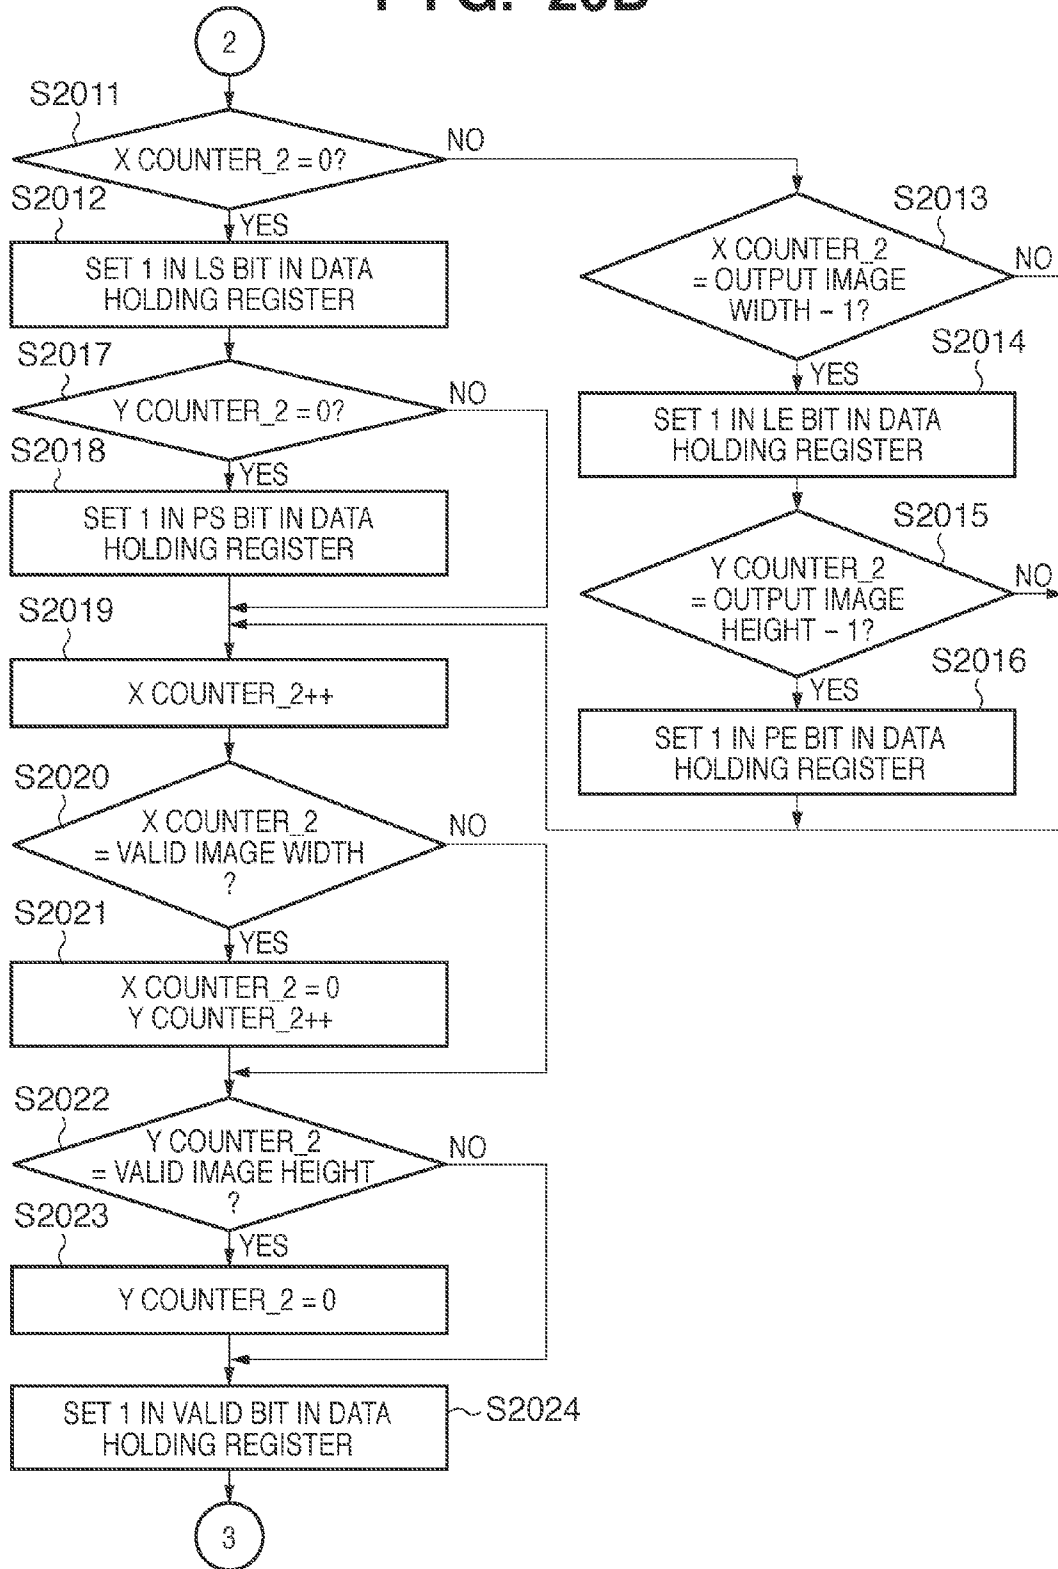 FIG. 20B
2
S2011
X COUNTER_2 = 0?
NO
YES
S2012
SET 1 IN LS BIT IN DATA
HOLDING REGISTER
S2013
X COUNTER_2
= OUTPUT IMAGE
WIDTH – 1?
NO
YES
S2014
SET 1 IN LE BIT IN DATA
HOLDING REGISTER
S2015
Y COUNTER_2
= OUTPUT IMAGE
HEIGHT – 1?
NO
YES
S2016
SET 1 IN PE BIT IN DATA
HOLDING REGISTER
S2017
Y COUNTER_2 = 0?
NO
YES
S2018
SET 1 IN PS BIT IN DATA
HOLDING REGISTER
S2019
X COUNTER_2++
S2020
X COUNTER_2
= VALID IMAGE WIDTH
?
NO
YES
S2021
X COUNTER_2 = 0
Y COUNTER_2++
S2022
Y COUNTER_2
= VALID IMAGE HEIGHT
?
NO
YES
S2023
Y COUNTER_2 = 0
S2024
SET 1 IN VALID BIT IN DATA
HOLDING REGISTER
3